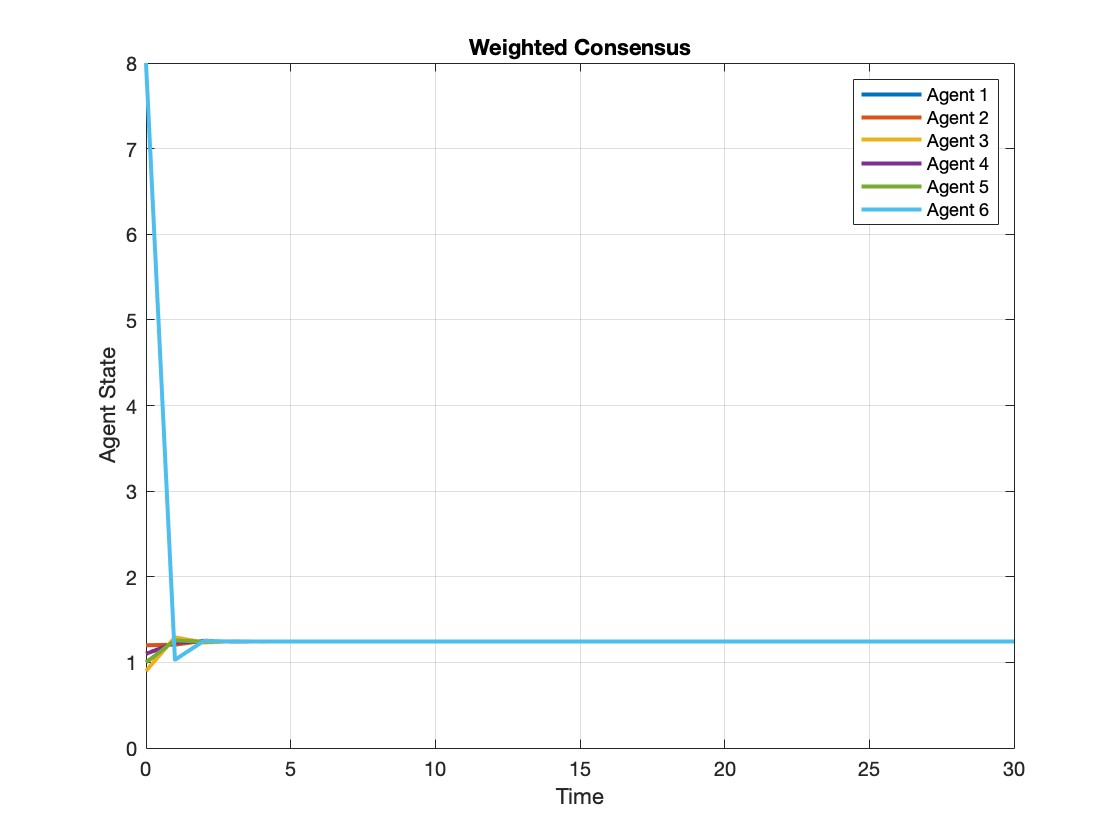 Weighted Consensus
8
7
6
5
4
3
2
1
0
Agent State
Agent 1
Agent 2
Agent 3
Agent 4
Agent 5
Agent 6
0 5 10 15 20 25 30
Time